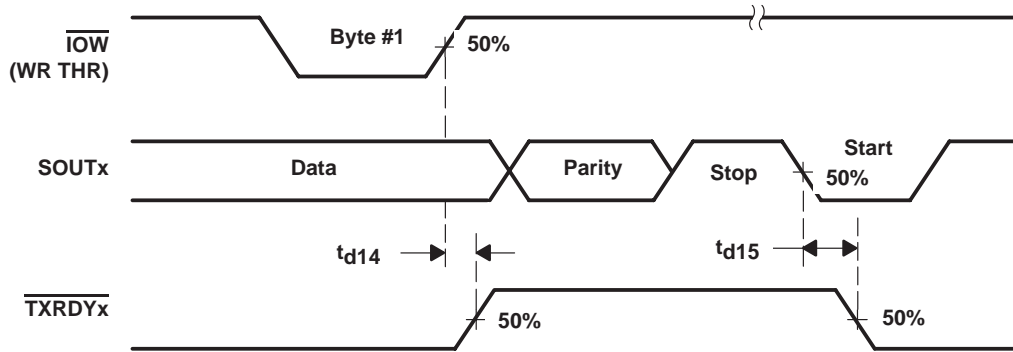 IOW
(WR THR)
Byte #1
50%
SOUTx
Data
Parity
Stop
Start
50%
td14
td15
TXRDYx
50%
50%